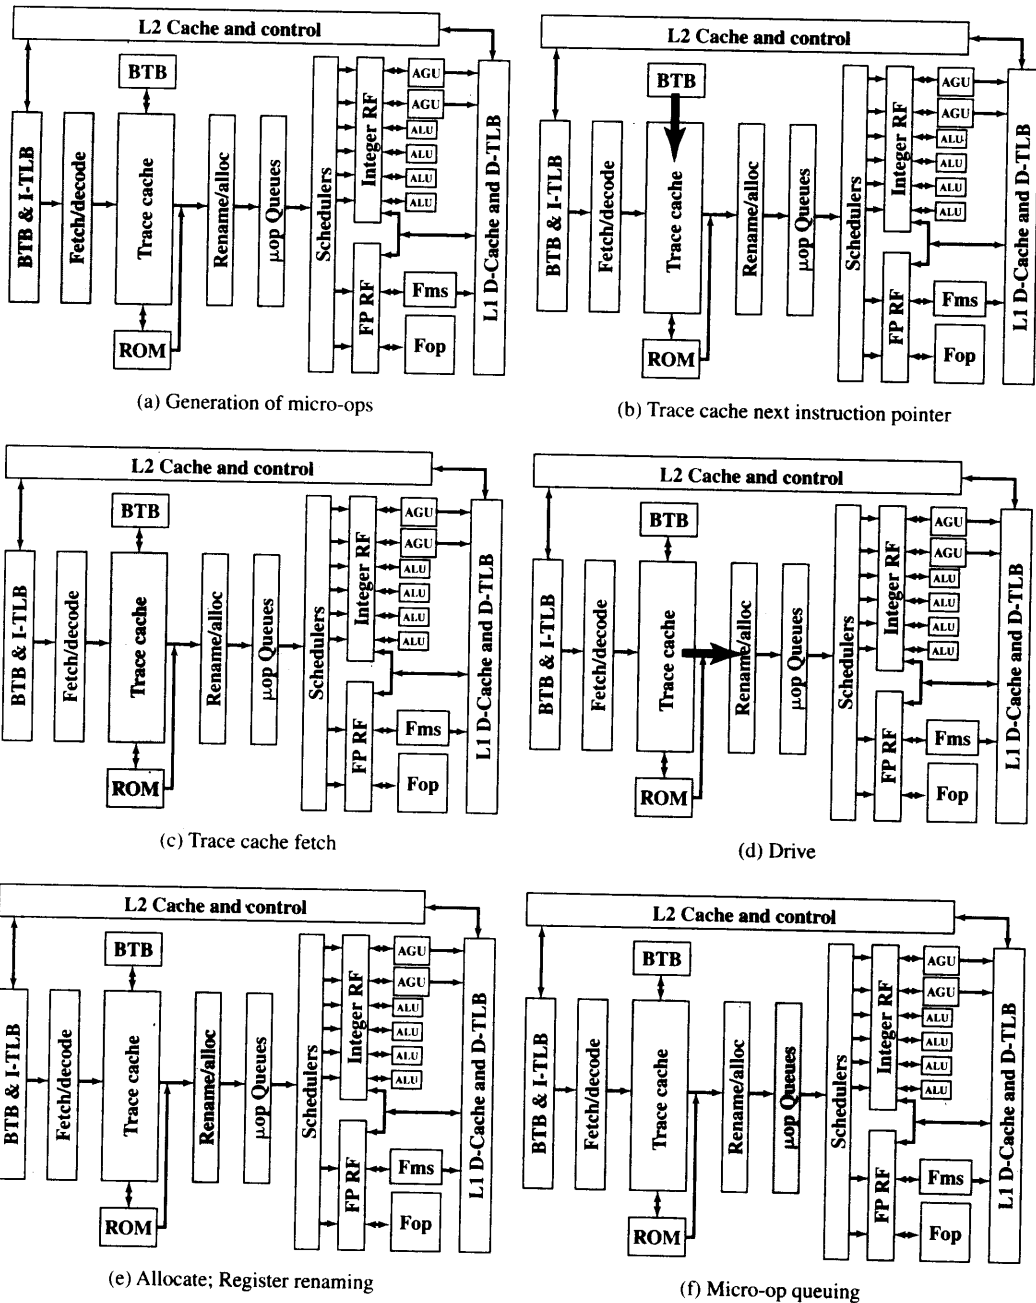 L2 Cache and control
BTB
BTB & I-TLB
Fetch/decode
Trace cache
ROM
Rename/alloc
μop Queues
Schedulers
Integer RF
FP RF
AGU
AGU
ALU
ALU
ALU
ALU
Fms
Fop
L1 D-Cache and D-TLB
(a) Generation of micro-ops
L2 Cache and control
BTB
BTB & I-TLB
Fetch/decode
Trace cache
ROM
Rename/alloc
μop Queues
Schedulers
Integer RF
FP RF
AGU
AGU
ALU
ALU
ALU
ALU
Fms
Fop
L1 D-Cache and D-TLB
(b) Trace cache next instruction pointer
L2 Cache and control
BTB
BTB & I-TLB
Fetch/decode
Trace cache
ROM
Rename/alloc
μop Queues
Schedulers
Integer RF
FP RF
AGU
AGU
ALU
ALU
ALU
ALU
Fms
Fop
L1 D-Cache and D-TLB
(c) Trace cache fetch
L2 Cache and control
BTB
BTB & I-TLB
Fetch/decode
Trace cache
ROM
Rename/alloc
μop Queues
Schedulers
Integer RF
FP RF
AGU
AGU
ALU
ALU
ALU
ALU
Fms
Fop
L1 D-Cache and D-TLB
(d) Drive
L2 Cache and control
BTB
BTB & I-TLB
Fetch/decode
Trace cache
ROM
Rename/alloc
μop Queues
Schedulers
Integer RF
FP RF
AGU
AGU
ALU
ALU
ALU
ALU
Fms
Fop
L1 D-Cache and D-TLB
(e) Allocate; Register renaming
L2 Cache and control
BTB
BTB & I-TLB
Fetch/decode
Trace cache
ROM
Rename/alloc
μop Queues
Schedulers
Integer RF
FP RF
AGU
AGU
ALU
ALU
ALU
ALU
Fms
Fop
L1 D-Cache and D-TLB
(f) Micro-op queuing